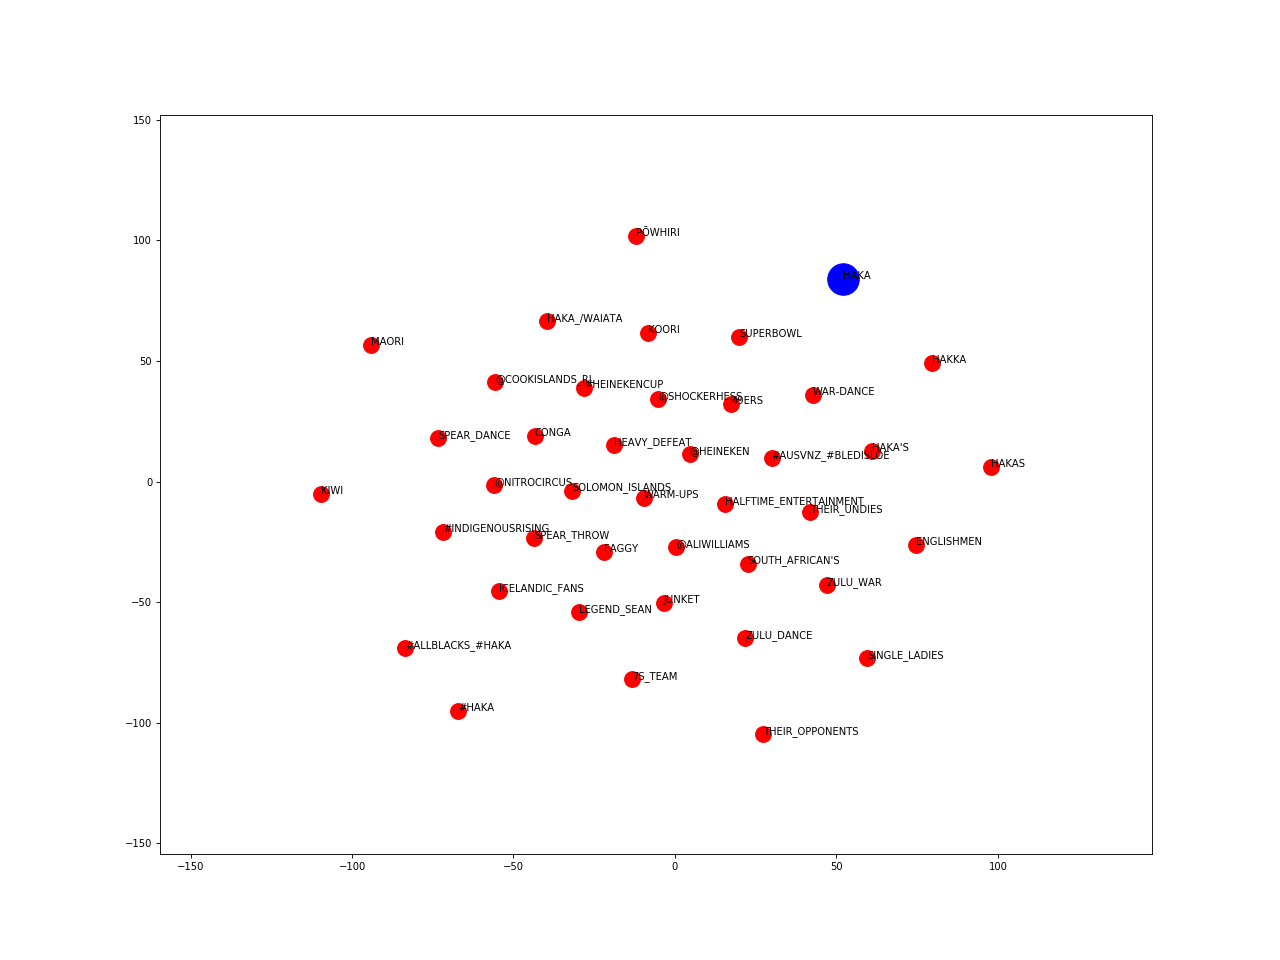 150
100
50
0
−50
−100
−150
PŌWHIRI
HAKA
HAKA_/WAIATA
KOORI
SUPERBOWL
MAORI
HAKKA
@COOKISLANDS_RL
#HEINEKENCUP
@SHOCKERHESS
49ERS
WAR-DANCE
SPEAR_DANCE
CONGA
HEAVY_DEFEAT
@HEINEKEN
#AUSVNZ_#BLEDISLOE
HAKA'S
HAKAS
KIWI
@NITROCIRCUS
SOLOMON_ISLANDS
WARM-UPS
HALFTIME_ENTERTAINMENT
THEIR_UNDIES
#INDIGENOUSRISING
SPEAR_THROW
@ALIWILLIAMS
SOUTH_AFRICAN'S
ENGLISHMEN
ICELANDIC_FANS
LEGEND_SEAN
JUNKET
ZULU_WAR
#ALLBLACKS_#HAKA
ZULU_DANCE
SINGLE_LADIES
7S_TEAM
#HAKA
THEIR_OPPONENTS
−150
−100
−50
0
50
100